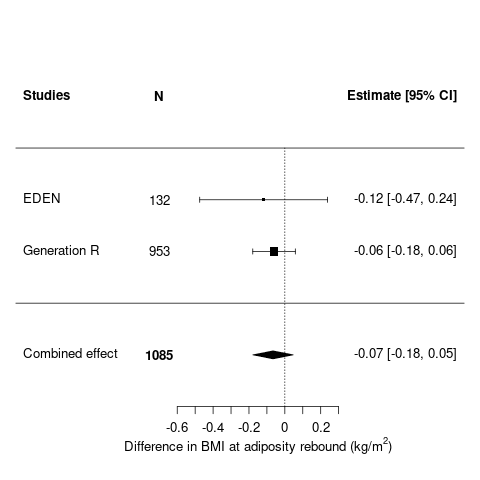 Studies N Estimate [95% CI]
EDEN 132 -0.12 [-0.47, 0.24]
Generation R 953 -0.06 [-0.18, 0.06]
Combined effect 1085 -0.07 [-0.18, 0.05]
-0.6 -0.4 -0.2 0 0.2
Difference in BMI at adiposity rebound (kg/m²)